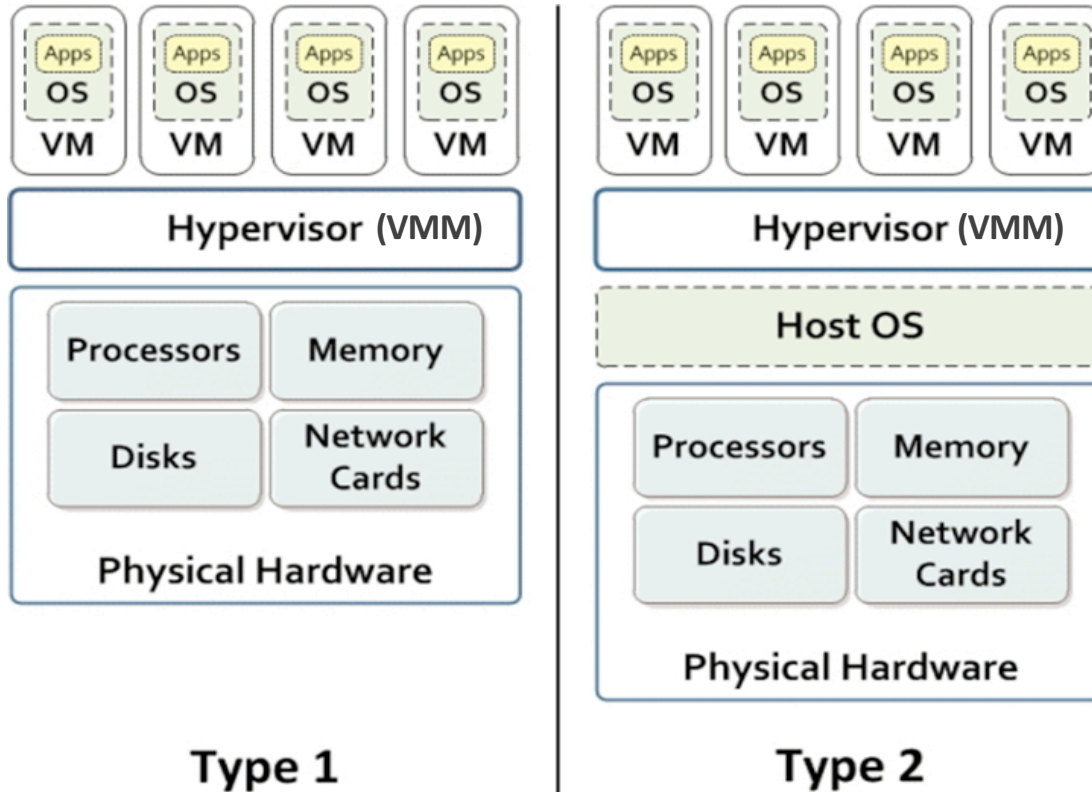 Apps
OS
VM
Apps
OS
VM
Apps
OS
VM
Apps
OS
VM
Hypervisor (VMM)
Processors
Memory
Disks
Network
Cards
Physical Hardware
Type 1
Apps
OS
VM
Apps
OS
VM
Apps
OS
VM
Apps
OS
VM
Hypervisor (VMM)
Host OS
Processors
Memory
Disks
Network
Cards
Physical Hardware
Type 2